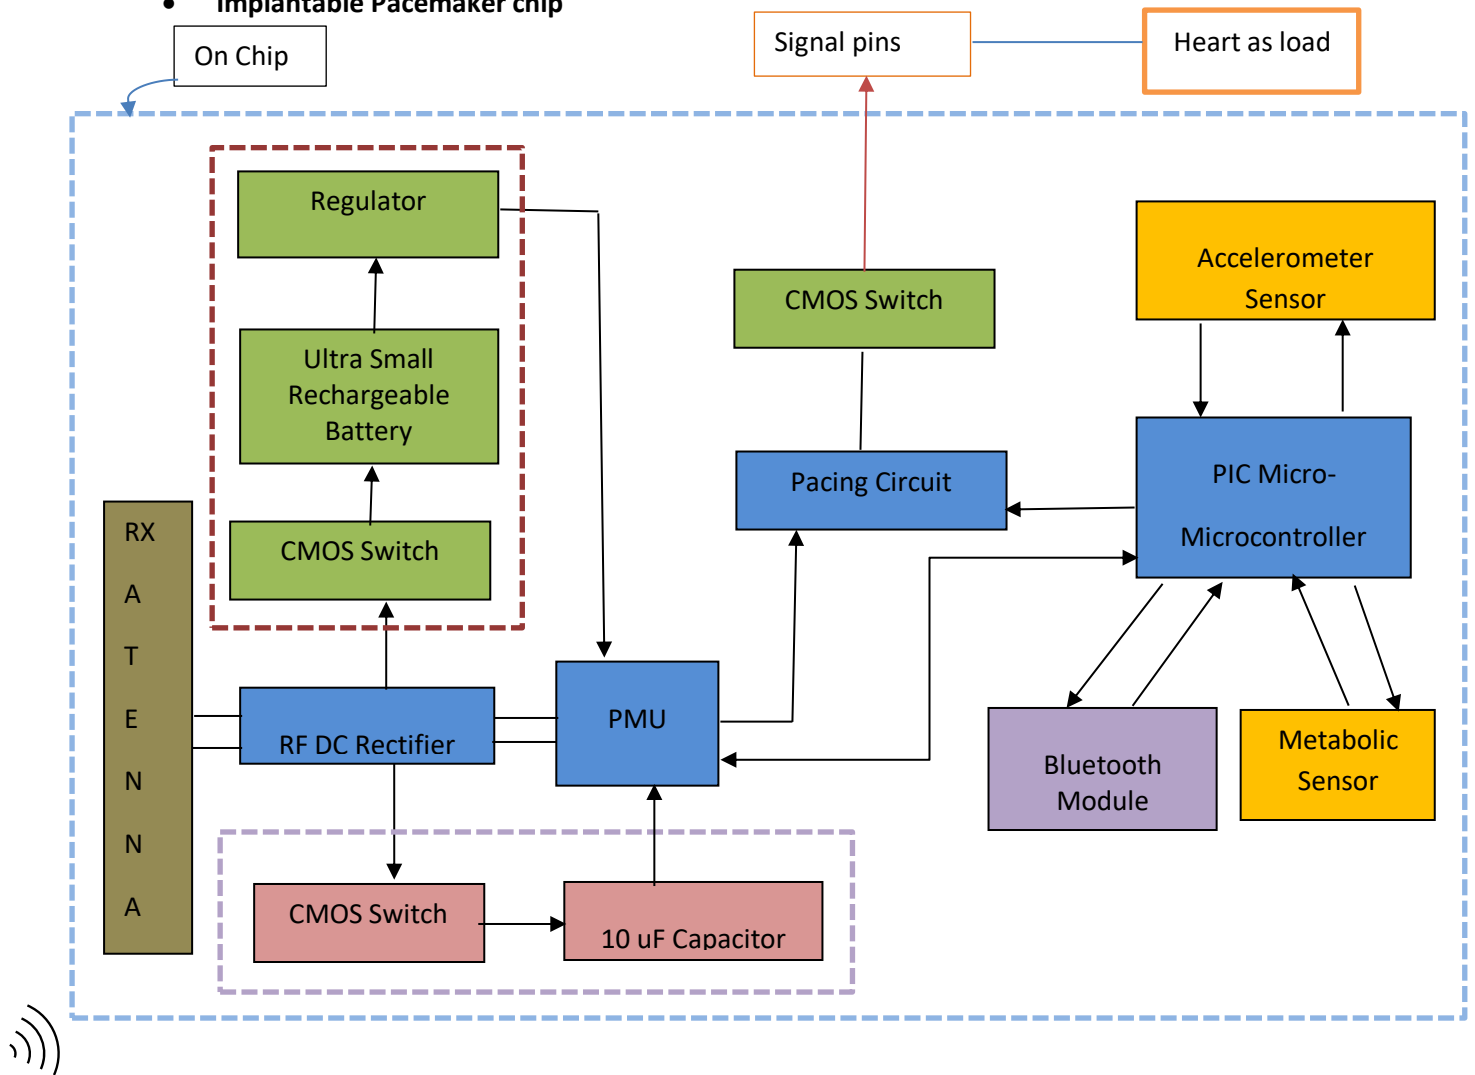 Implantable Pacemaker chip
On Chip
Signal pins
Heart as load
Regulator
Accelerometer
Sensor
CMOS Switch
Ultra Small
Rechargeable
Battery
Pacing Circuit
PIC Micro-
Microcontroller
CMOS Switch
RX
A
T
E
N
N
A
RF DC Rectifier
PMU
Bluetooth
Module
Metabolic
Sensor
CMOS Switch
10 uF Capacitor